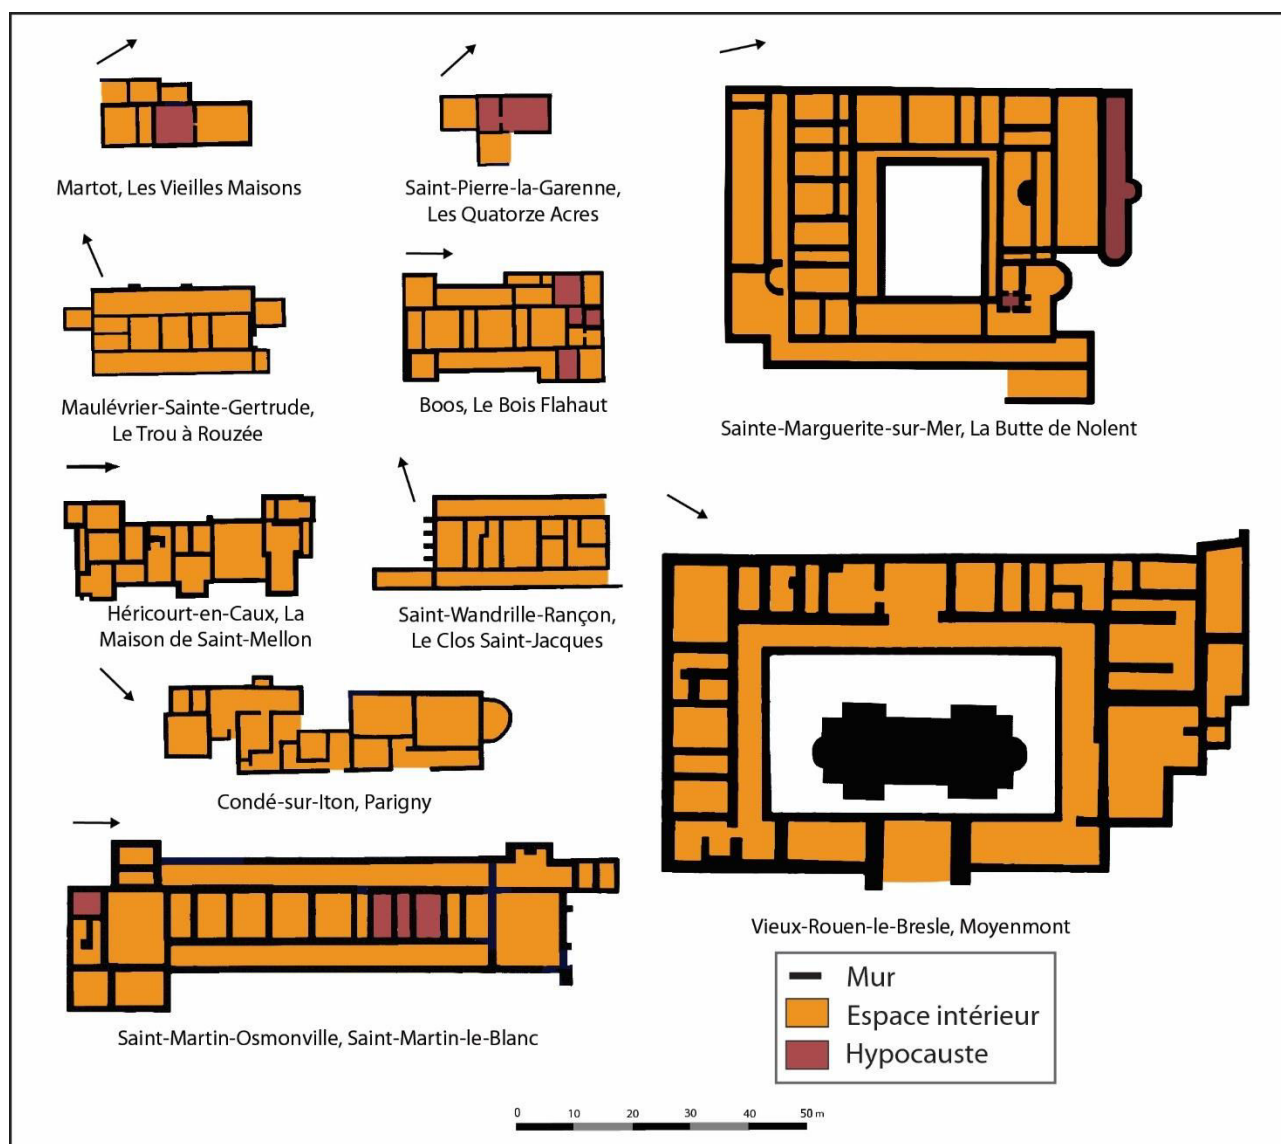 Martot, Les Vieilles Maisons
Saint-Pierre-la-Garenne,
Les Quatorze Acres
Maulévrier-Sainte-Gertrude,
Le Trou à Rouzée
Boos, Le Bois Flahaut
Sainte-Marguerite-sur-Mer, La Butte de Nolent
Héricourt-en-Caux, La
Maison de Saint-Mellon
Saint-Wandrille-Rançon,
Le Clos Saint-Jacques
Condé-sur-Iton, Parigny
Vieux-Rouen-le-Bresle, Moyenmont
Saint-Martin-Osmonville, Saint-Martin-le-Blanc
Mur
Espace intérieur
Hypocauste
0 10 20 30 40 50 m